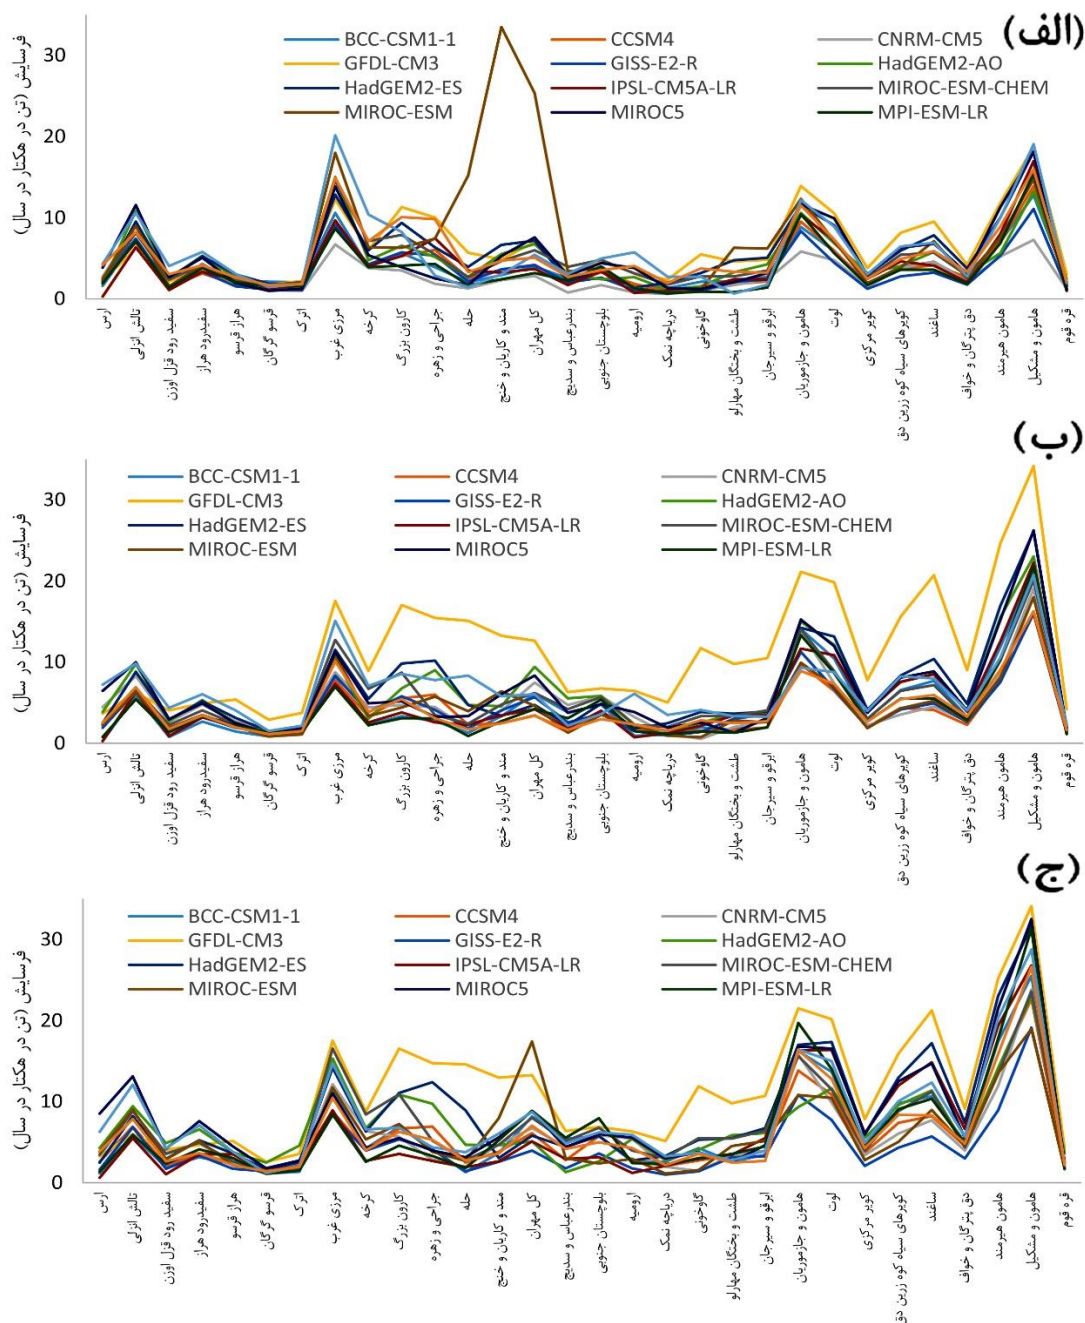 (الف)
فرسایش (تن در هکتار در سال)
BCC-CSM1-1 CCSM4 CNRM-CM5
GFDL-CM3 GISS-E2-R HadGEM2-AO
HadGEM2-ES IPSL-CM5A-LR MIROC-ESM-CHEM
MIROC-ESM MIROC5 MPI-ESM-LR
30
20
10
0
ارس
تالش انزلی
سفید رود قزل اوزن
سفیدرود هراز
هراز قرسو
قرسو گرگان
اترک
مرزی غرب
کرخه
کارون بزرگ
جراحی و زهره
حله
مند و کاریان و خنج
کل مهران
بندرعباس و سدیج
بلوچستان جنوبی
ارومیه
دریاچه نمک
گاوخونی
طشت و بختگان مهارلو
ابرقو و سیرجان
هامون و جازموریان
لوت
کویر مرکزی
کویرهای سیاه کوه زرین دق
ساغند
دق پترگان و خواف
هامون هیرمند
هامون و مشکیل
قره قوم
(ب)
فرسایش (تن در هکتار در سال)
BCC-CSM1-1 CCSM4 CNRM-CM5
GFDL-CM3 GISS-E2-R HadGEM2-AO
HadGEM2-ES IPSL-CM5A-LR MIROC-ESM-CHEM
MIROC-ESM MIROC5 MPI-ESM-LR
30
20
10
0
ارس
تالش انزلی
سفید رود قزل اوزن
سفیدرود هراز
هراز قرسو
قرسو گرگان
اترک
مرزی غرب
کرخه
کارون بزرگ
جراحی و زهره
حله
مند و کاریان و خنج
کل مهران
بندرعباس و سدیج
بلوچستان جنوبی
ارومیه
دریاچه نمک
گاوخونی
طشت و بختگان مهارلو
ابرقو و سیرجان
هامون و جازموریان
لوت
کویر مرکزی
کویرهای سیاه کوه زرین دق
ساغند
دق پترگان و خواف
هامون هیرمند
هامون و مشکیل
قره قوم
(ج)
فرسایش (تن در هکتار در سال)
BCC-CSM1-1 CCSM4 CNRM-CM5
GFDL-CM3 GISS-E2-R HadGEM2-AO
HadGEM2-ES IPSL-CM5A-LR MIROC-ESM-CHEM
MIROC-ESM MIROC5 MPI-ESM-LR
30
20
10
0
ارس
تالش انزلی
سفید رود قزل اوزن
سفیدرود هراز
هراز قرسو
قرسو گرگان
اترک
مرزی غرب
کرخه
کارون بزرگ
جراحی و زهره
حله
مند و کاریان و خنج
کل مهران
بندرعباس و سدیج
بلوچستان جنوبی
ارومیه
دریاچه نمک
گاوخونی
طشت و بختگان مهارلو
ابرقو و سیرجان
هامون و جازموریان
لوت
کویر مرکزی
کویرهای سیاه کوه زرین دق
ساغند
دق پترگان و خواف
هامون هیرمند
هامون و مشکیل
قره قوم